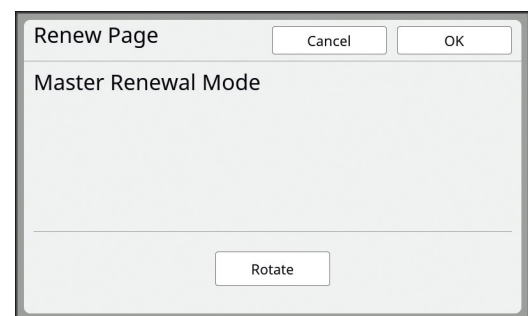 Renew Page
Cancel
OK
Master Renewal Mode
Rotate